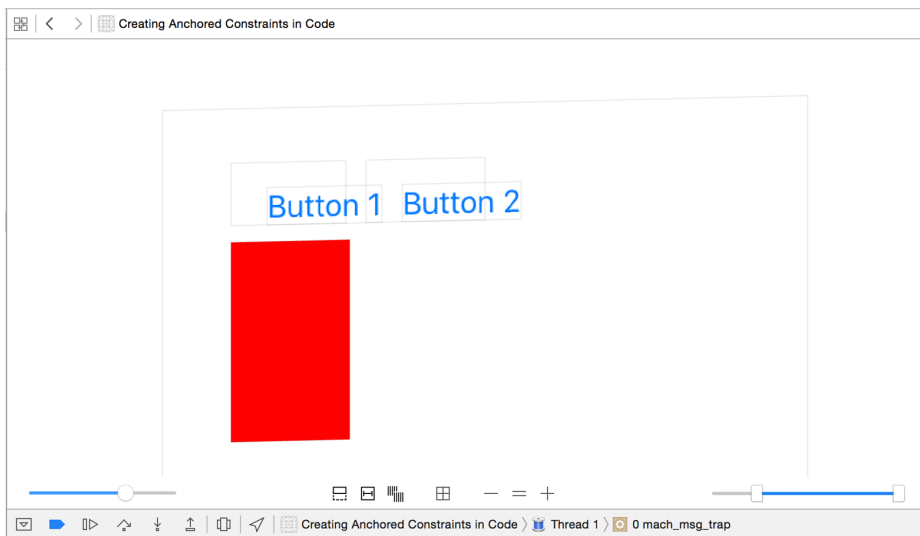 Creating Anchored Constraints in Code
Button 1 Button 2
Creating Anchored Constraints in Code Thread 1 0 mach_msg_trap